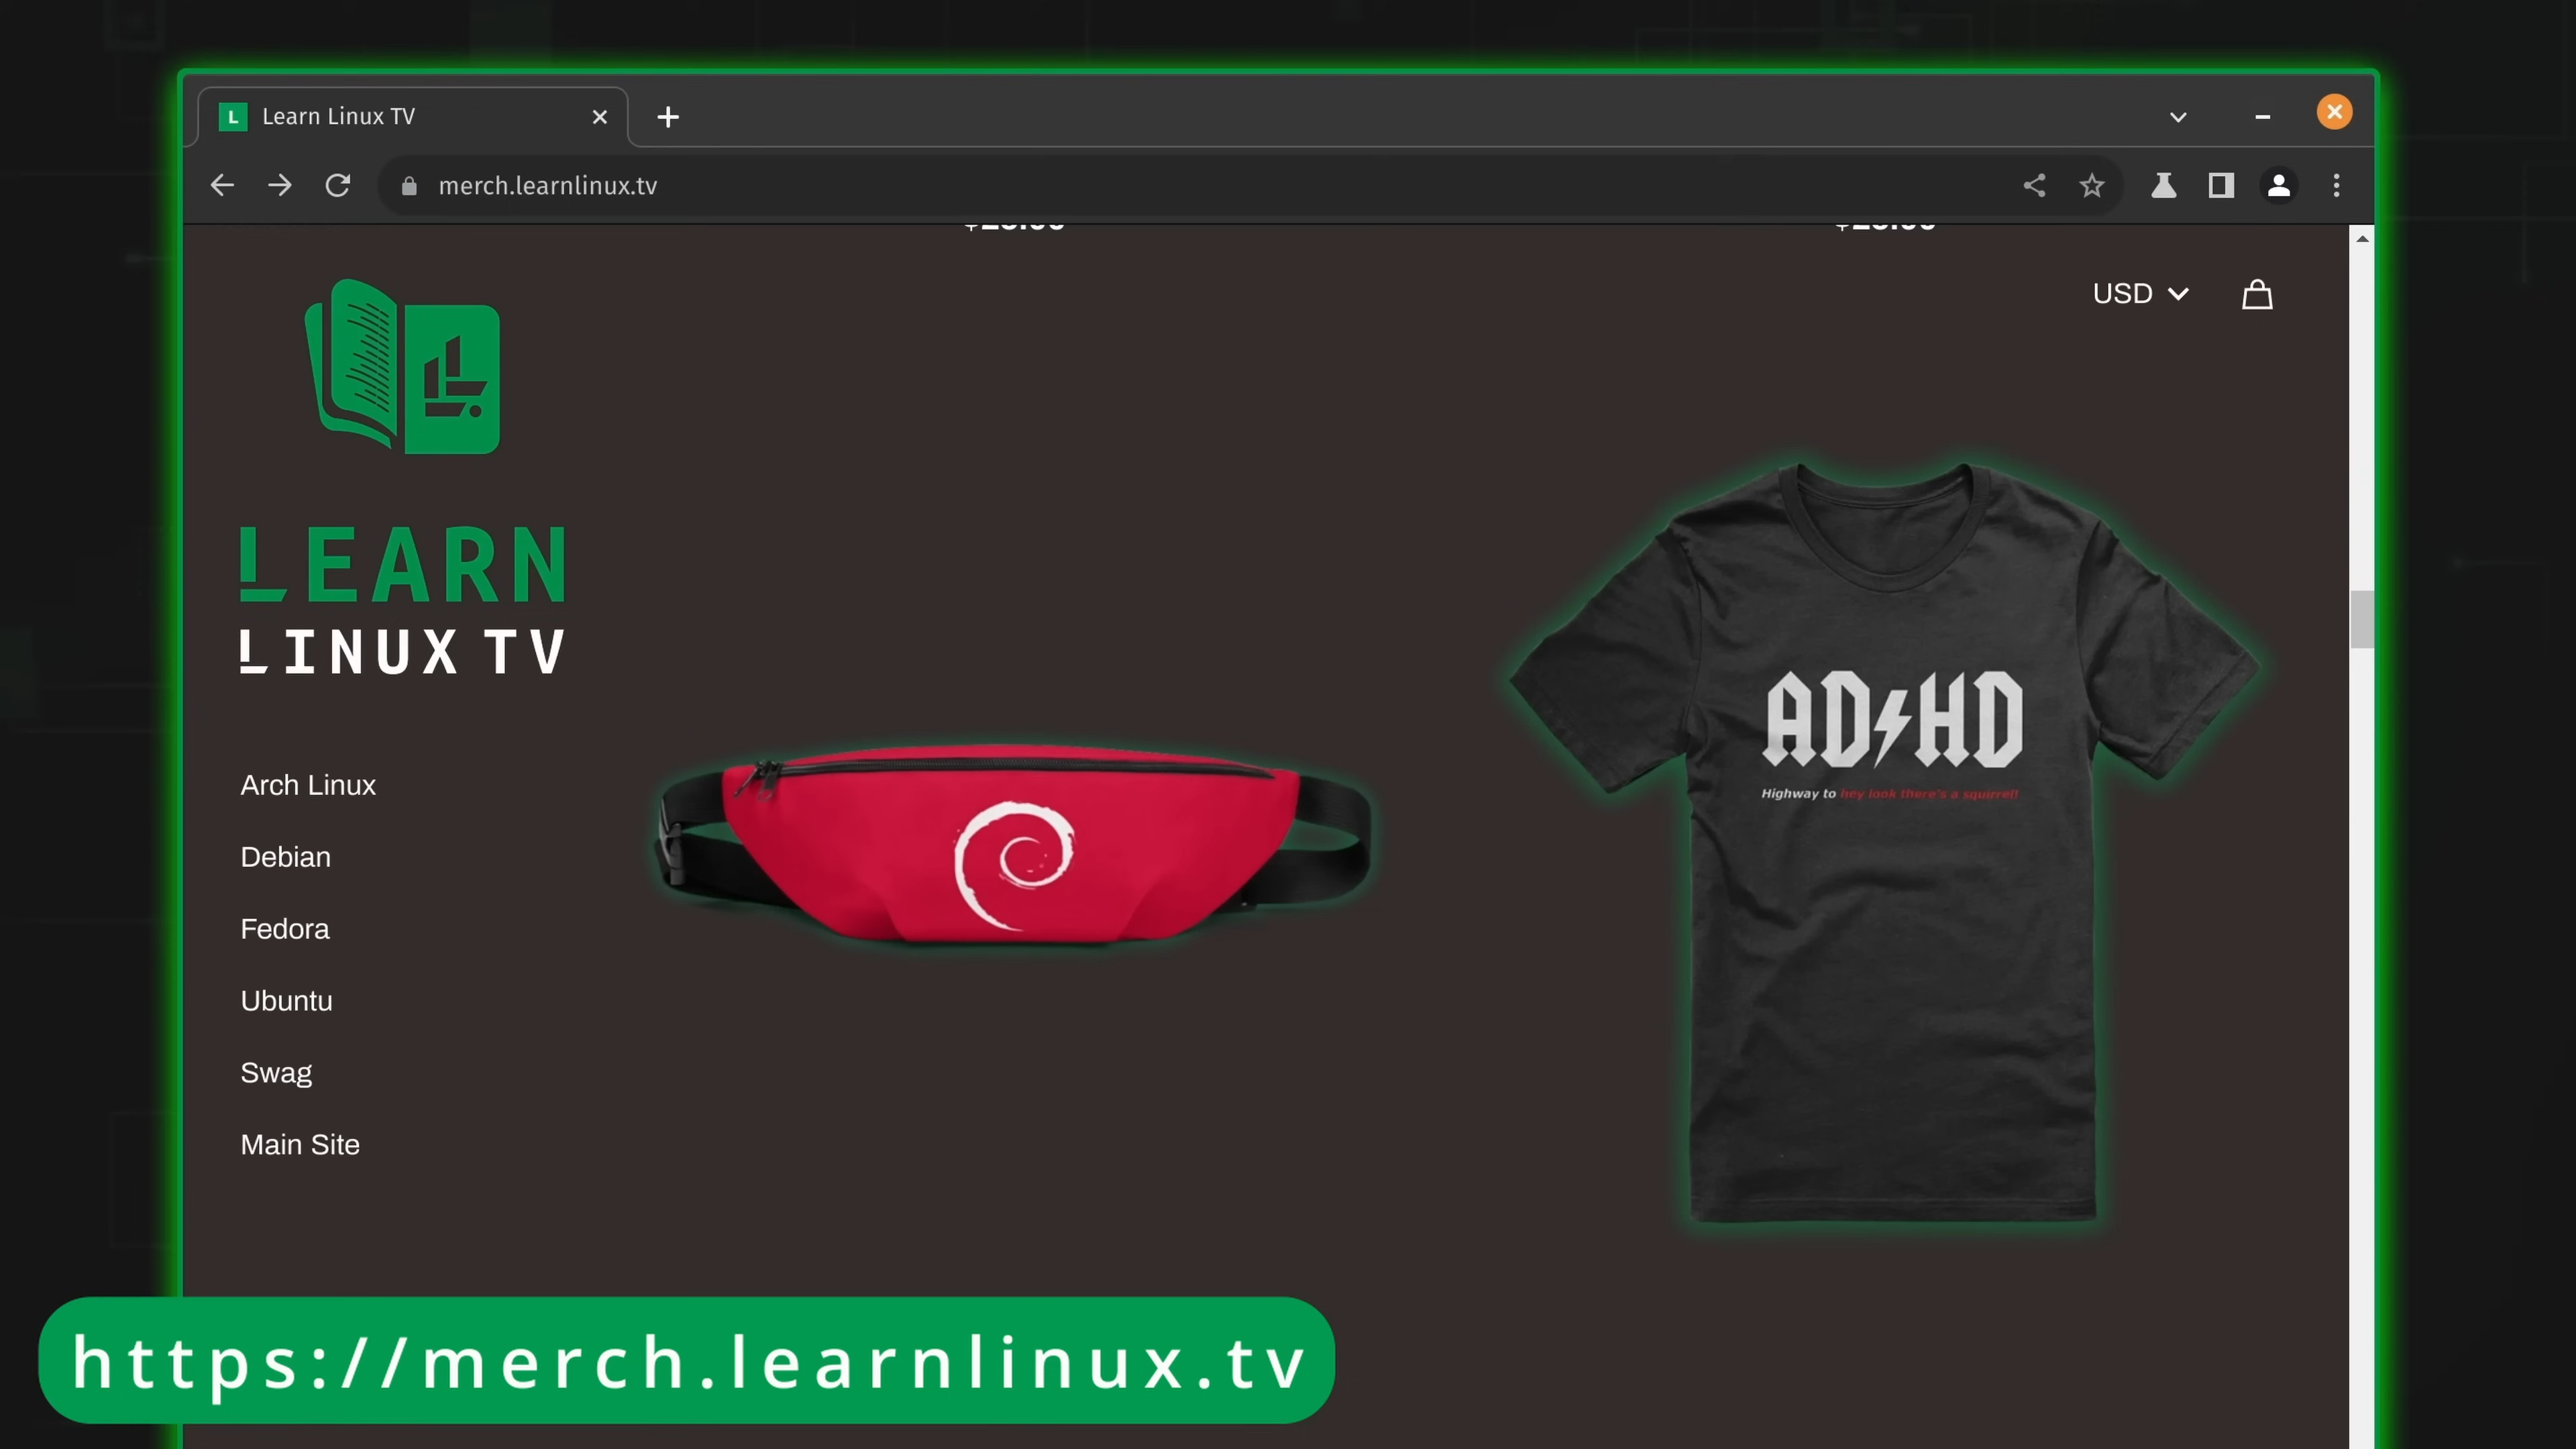 L Learn Linux TV
merch.learnlinux.tv
USD
LEARN
LINUX TV
Arch Linux
Debian
Fedora
Ubuntu
Swag
Main Site
AD HD
Highway to hey look there's a squirrel!
https://merch.learnlinux.tv